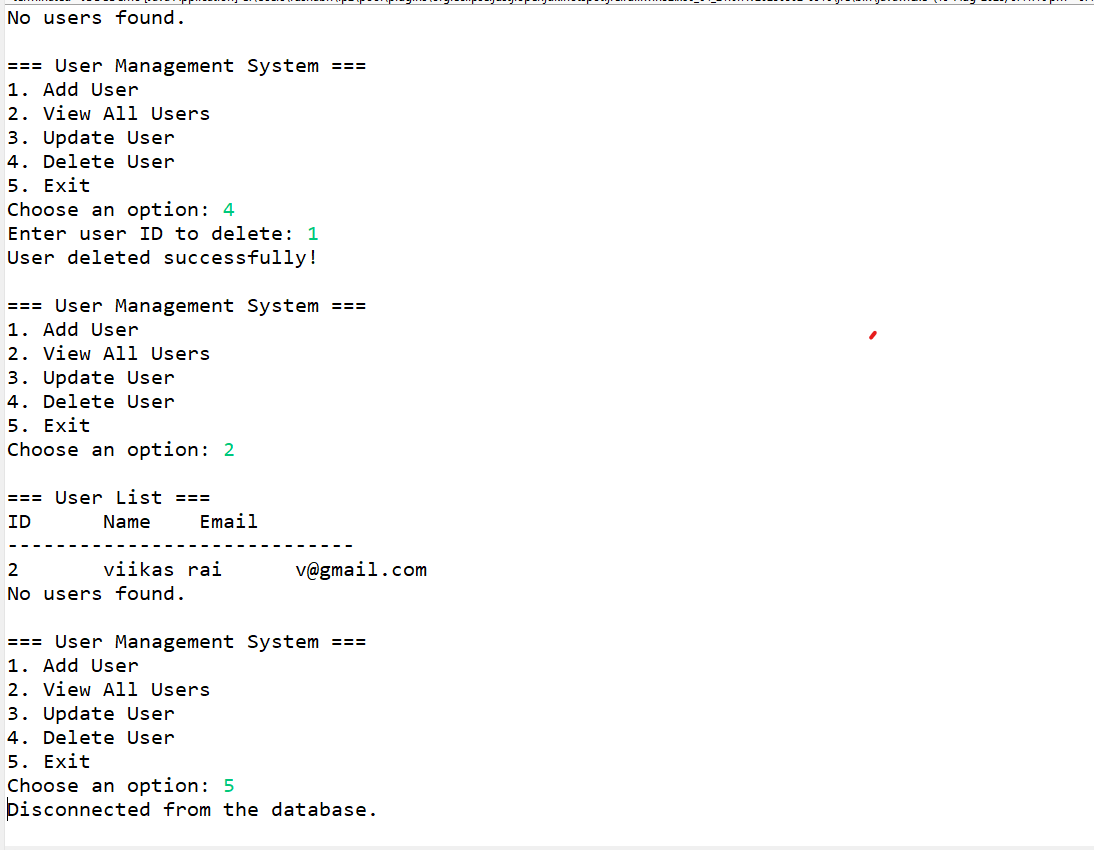 No users found.
=== User Management System ===
1. Add User
2. View All Users
3. Update User
4. Delete User
5. Exit
Choose an option: 4
Enter user ID to delete: 1
User deleted successfully!
=== User Management System ===
1. Add User
2. View All Users
3. Update User
4. Delete User
5. Exit
Choose an option: 2
=== User List ===
ID Name Email
-----------------------------
2 viikas rai v@gmail.com
No users found.
=== User Management System ===
1. Add User
2. View All Users
3. Update User
4. Delete User
5. Exit
Choose an option: 5
Disconnected from the database.